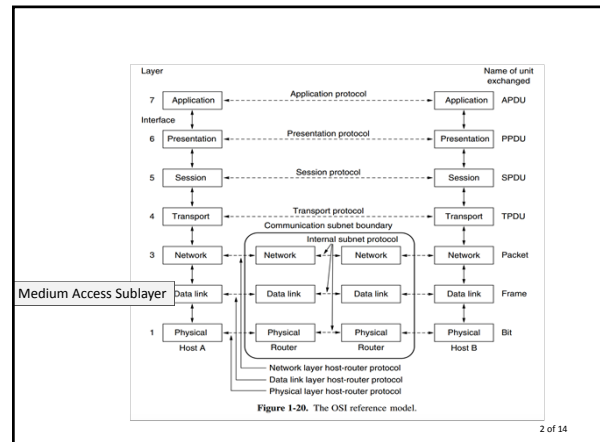 Layer Name of unit exchanged
7 Application Application protocol Application APDU
Interface
6 Presentation Presentation protocol Presentation PPDU
5 Session Session protocol Session SPDU
4 Transport Transport protocol Transport TPDU
Communication subnet boundary
Internal subnet protocol
3 Network Network Network Network Packet
Medium Access Sublayer Data link Data link Data link Data link Frame
1 Physical Physical Physical Physical Bit
Host A Router Router Host B
Network layer host-router protocol
Data link layer host-router protocol
Physical layer host-router protocol
Figure 1-20. The OSI reference model.
2 of 14